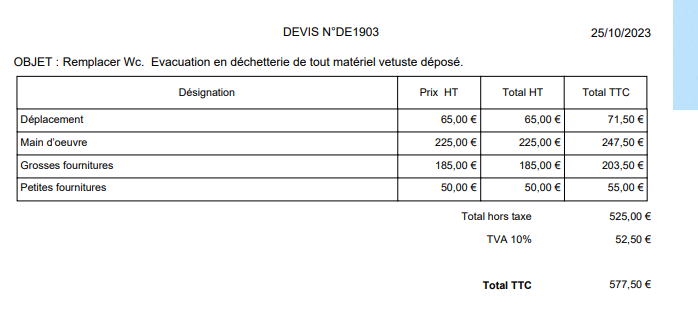 DEVIS N°DE1903 25/10/2023
OBJET : Remplacer Wc. Evacuation en déchetterie de tout matériel vetuste déposé.
Désignation Prix HT Total HT Total TTC
Déplacement 65,00 € 65,00 € 71,50 €
Main d'oeuvre 225,00 € 225,00 € 247,50 €
Grosses fournitures 185,00 € 185,00 € 203,50 €
Petites fournitures 50,00 € 50,00 € 55,00 €
Total hors taxe 525,00 €
TVA 10% 52,50 €
Total TTC 577,50 €